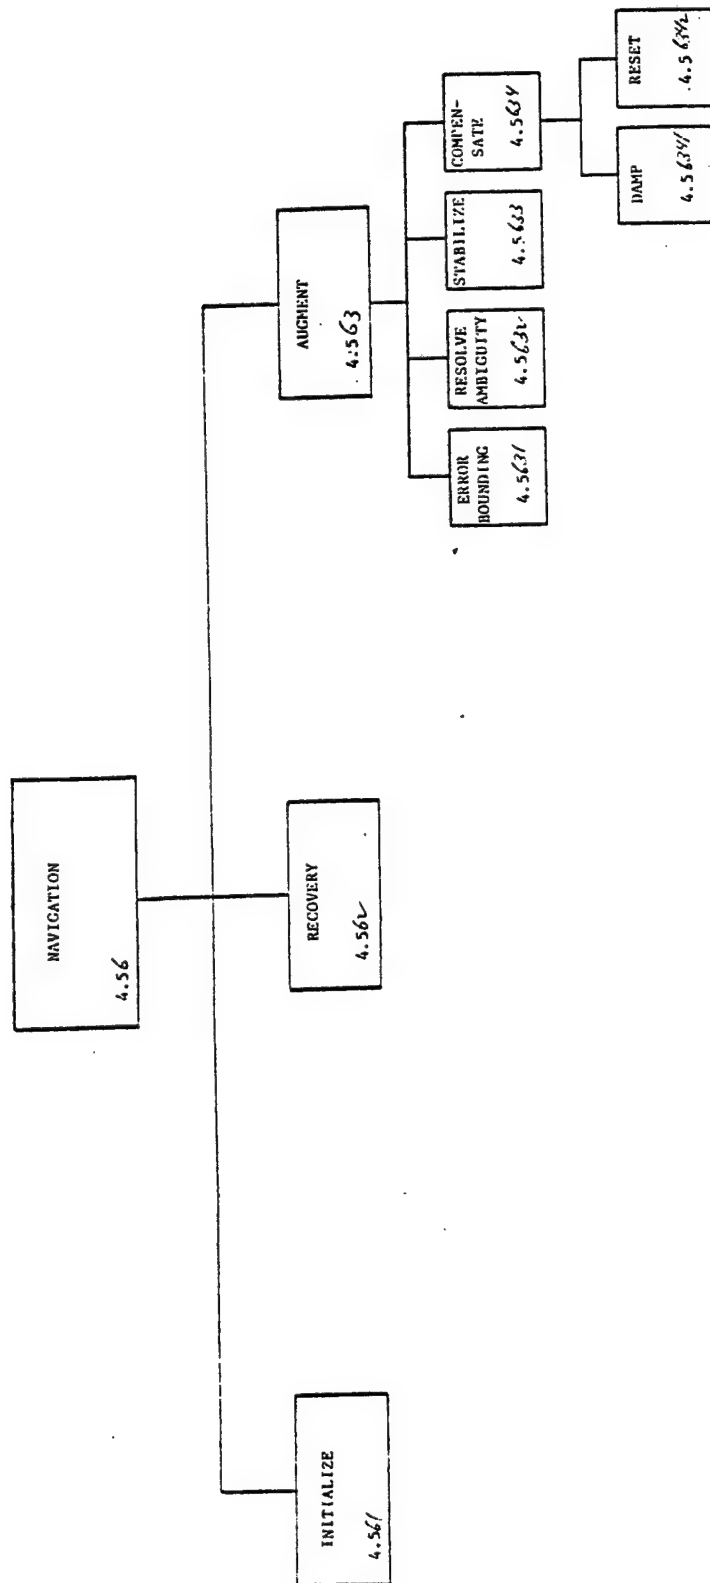 NAVIGATION
4.56
INITIALIZE
4.561
RECOVERY
4.562
AUGMENT
4.563
ERROR
BOUNDING
4.5631
RESOLVE
AMBIGUITY
4.5632
STABILIZE
4.5633
COMPEN-
SATE
4.5634
DAMP
4.56341
RESET
4.56342